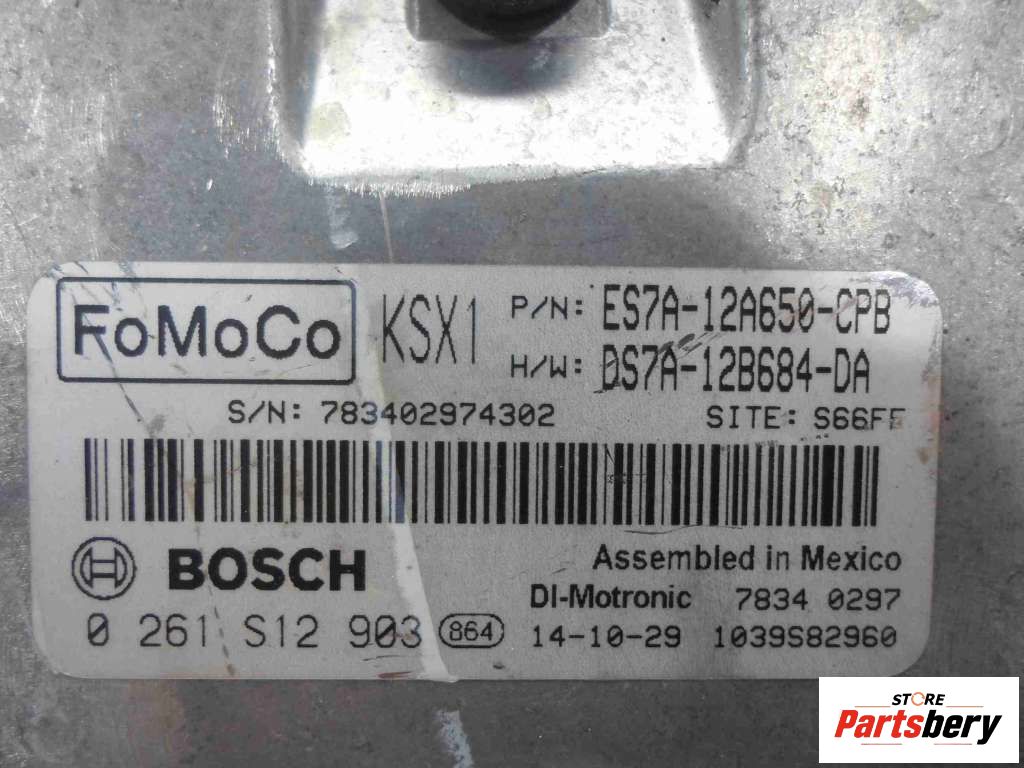 FoMoCo KSX1 P/N: ES7A-12A650-CPB
H/W: DS7A-12B684-DA
S/N: 783402974302 SITE: S66FF
BOSCH Assembled in Mexico
DI-Motronic 7834 0297
0 261 S12 903 864 14-10-29 1039S82960
STORE
Partsbery